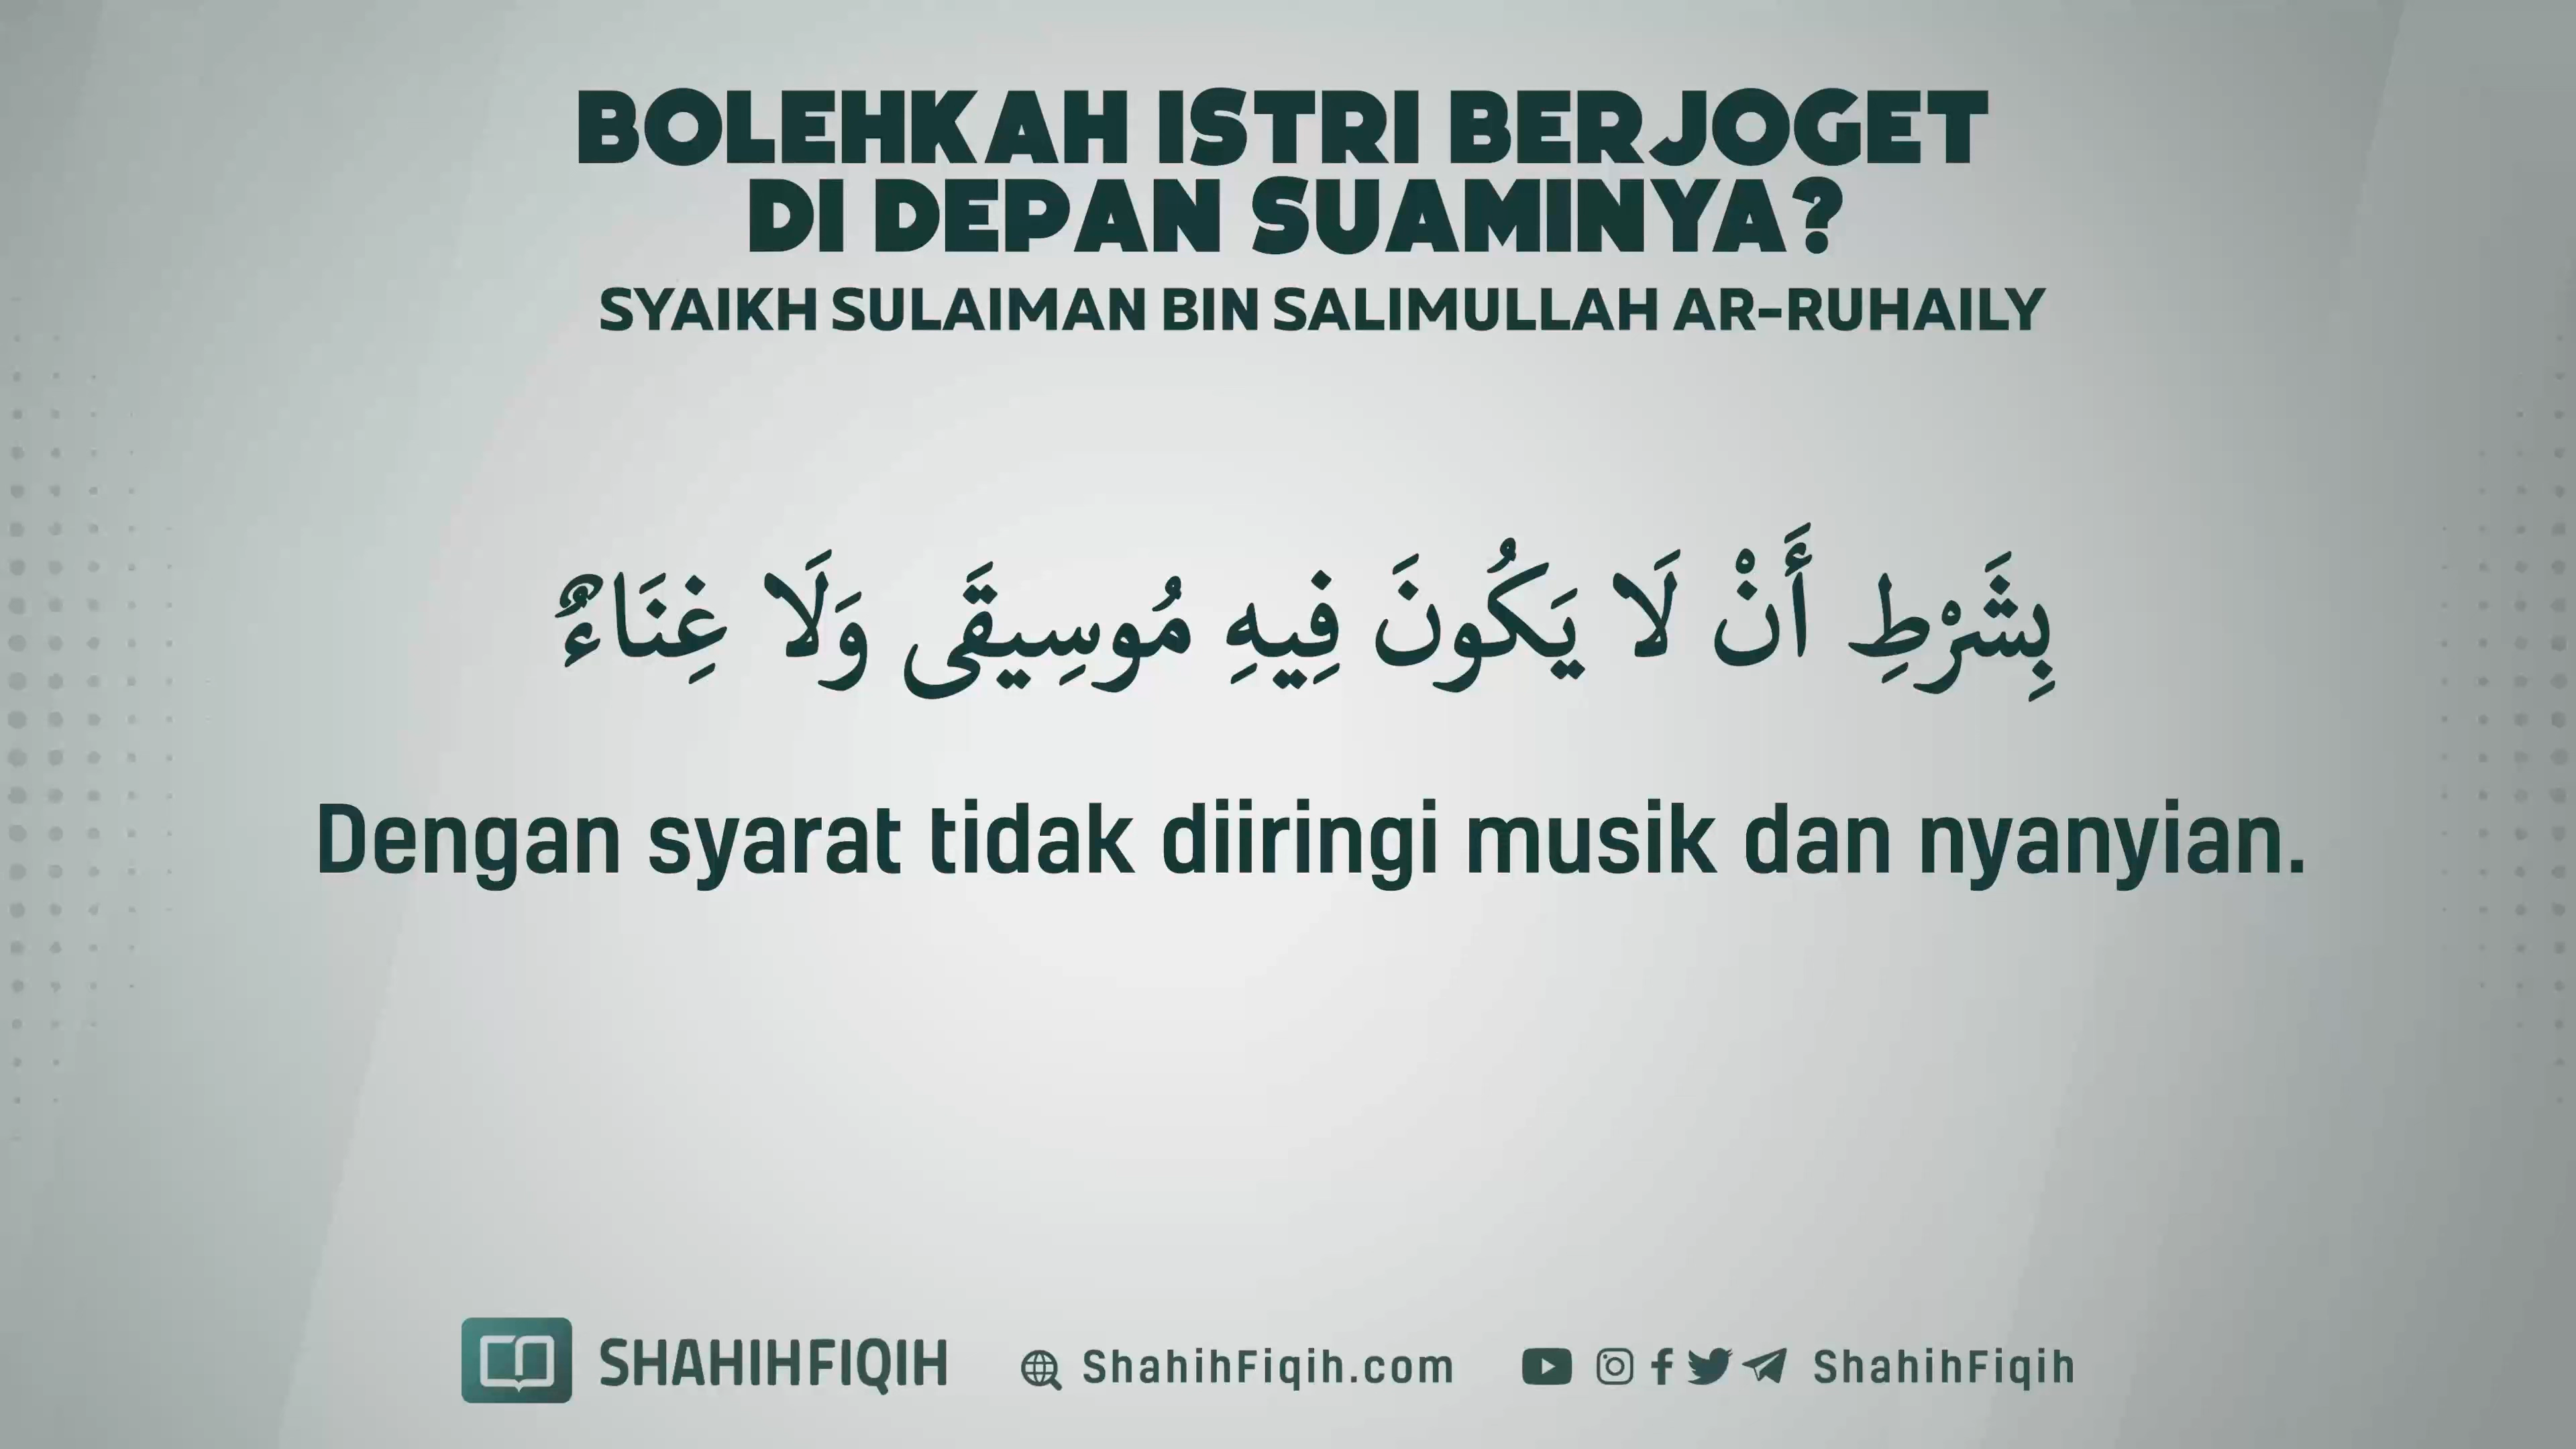 BOLEHKAH ISTRI BERJOGET
DI DEPAN SUAMINYA?
SYAIKH SULAIMAN BIN SALIMULLAH AR-RUHAILY
بِشَرْطِ أَنْ لَا يَكُونَ فِيهِ مُوسِيقَى وَلَا غِنَاءٌ
Dengan syarat tidak diiringi musik dan nyanyian.
SHAHIHFIQIH ShahihFiqih.com ShahihFiqih